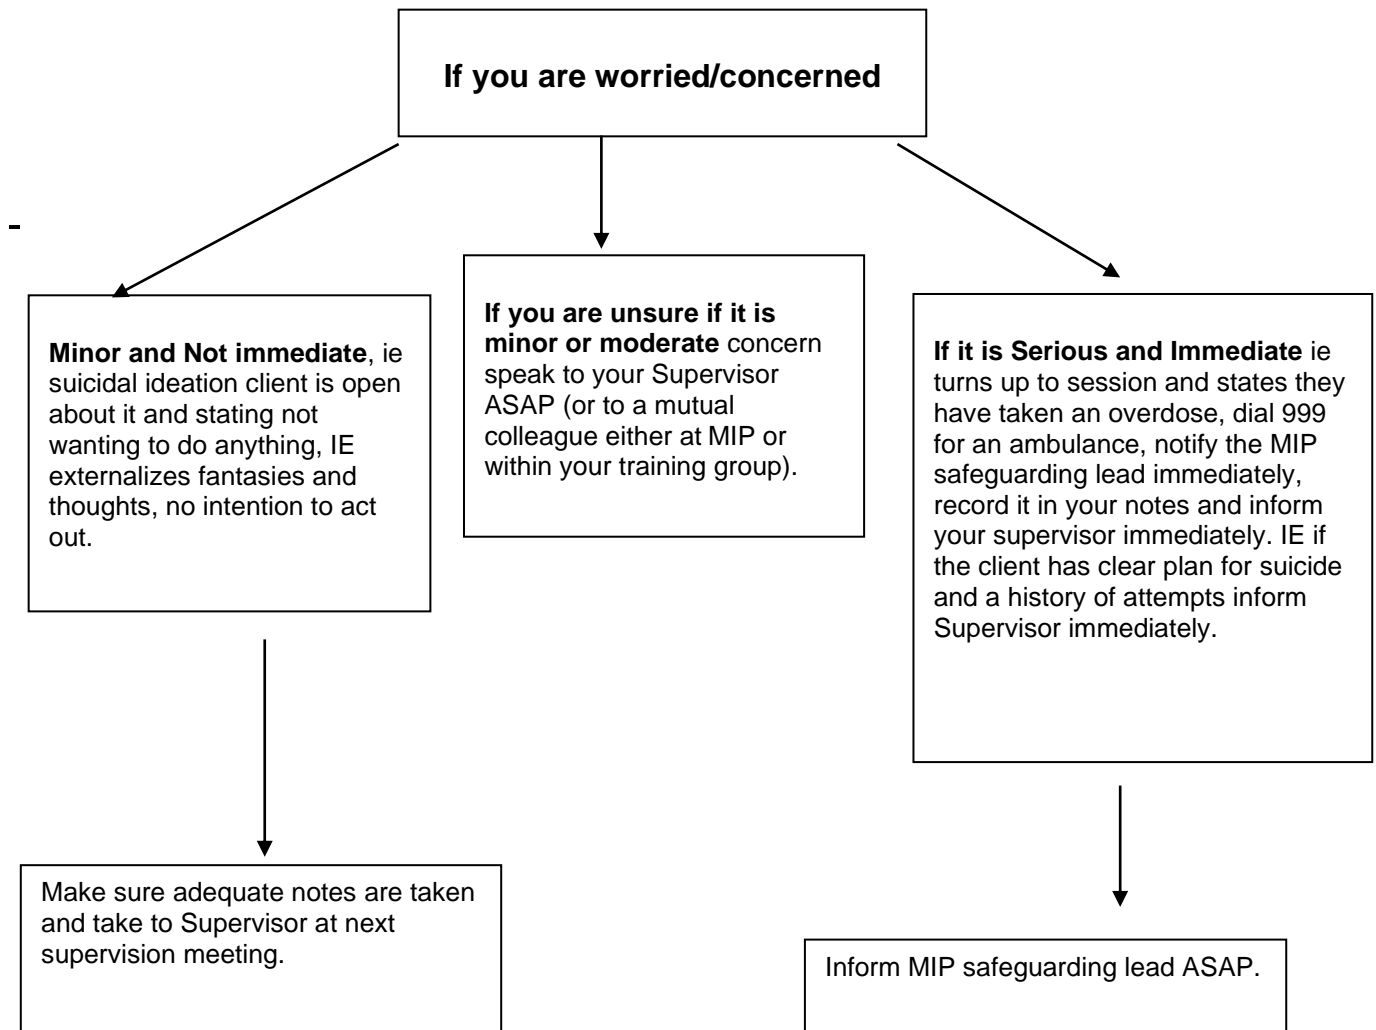 If you are worried/concerned
-
Minor and Not immediate, ie
suicidal ideation client is open
about it and stating not
wanting to do anything, IE
externalizes fantasies and
thoughts, no intention to act
out.
If you are unsure if it is
minor or moderate concern
speak to your Supervisor
ASAP (or to a mutual
colleague either at MIP or
within your training group).
If it is Serious and Immediate ie
turns up to session and states they
have taken an overdose, dial 999
for an ambulance, notify the MIP
safeguarding lead immediately,
record it in your notes and inform
your supervisor immediately. IE if
the client has clear plan for suicide
and a history of attempts inform
Supervisor immediately.
Make sure adequate notes are taken
and take to Supervisor at next
supervision meeting.
Inform MIP safeguarding lead ASAP.